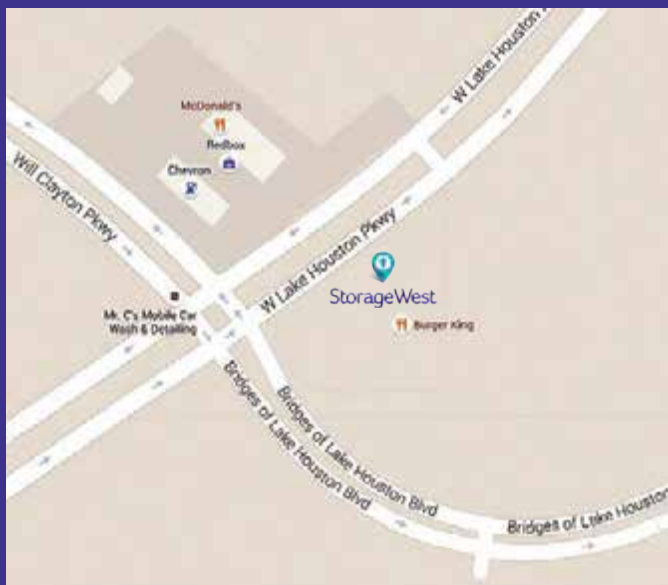 W Lake Houston
McDonald's
Redbox
Chevron
Will Clayton Pkwy
W Lake Houston Pkwy
StorageWest
Mr. C's Mobile Car
Wash & Detailing
Burger King
Bridges of Lake Houston Blvd
Bridges of Lake Houston Blvd
Bridges of Lake Houston